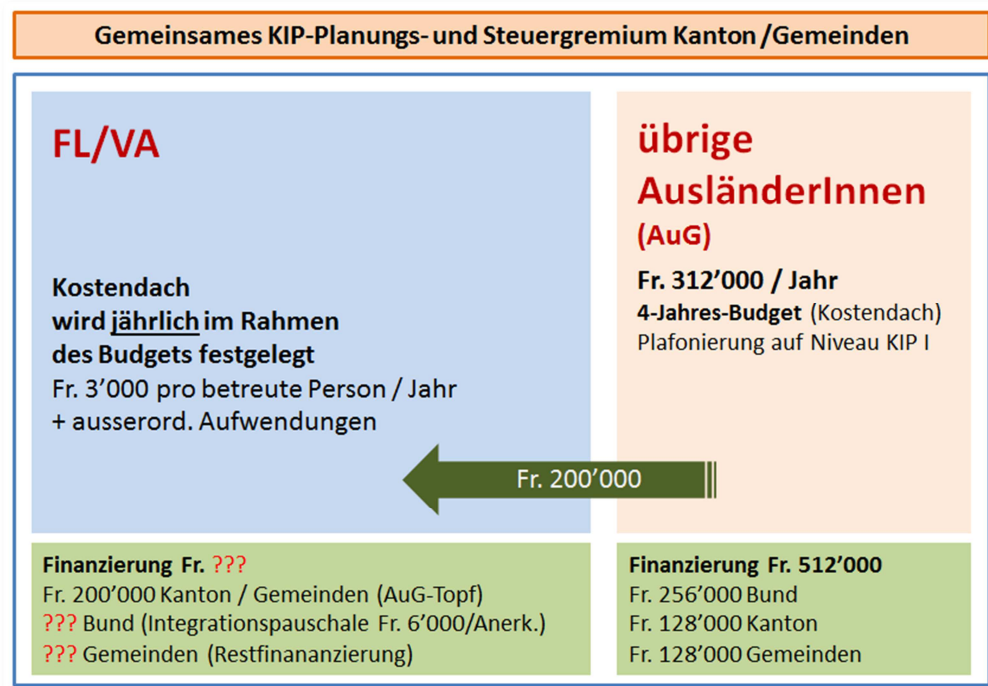 Gemeinsames KIP-Planungs- und Steuergremium Kanton /Gemeinden
FL/VA
Kostendach
wird jährlich im Rahmen
des Budgets festgelegt
Fr. 3’000 pro betreute Person / Jahr
+ ausserord. Aufwendungen
übrige
AusländerInnen
(AuG)
Fr. 312’000 / Jahr
4-Jahres-Budget (Kostendach)
Plafonierung auf Niveau KIP I
Fr. 200’000
Finanzierung Fr. ???
Fr. 200’000 Kanton / Gemeinden (AuG-Topf)
??? Bund (Integrationspauschale Fr. 6’000/Anerk.)
??? Gemeinden (Restfinananzierung)
Finanzierung Fr. 512’000
Fr. 256’000 Bund
Fr. 128’000 Kanton
Fr. 128’000 Gemeinden